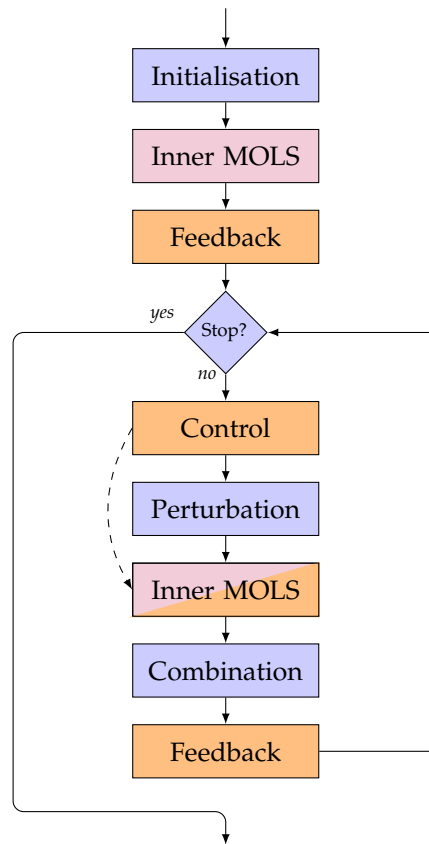 Initialisation
Inner MOLS
Feedback
yes
Stop?
no
Control
Perturbation
Inner MOLS
Combination
Feedback